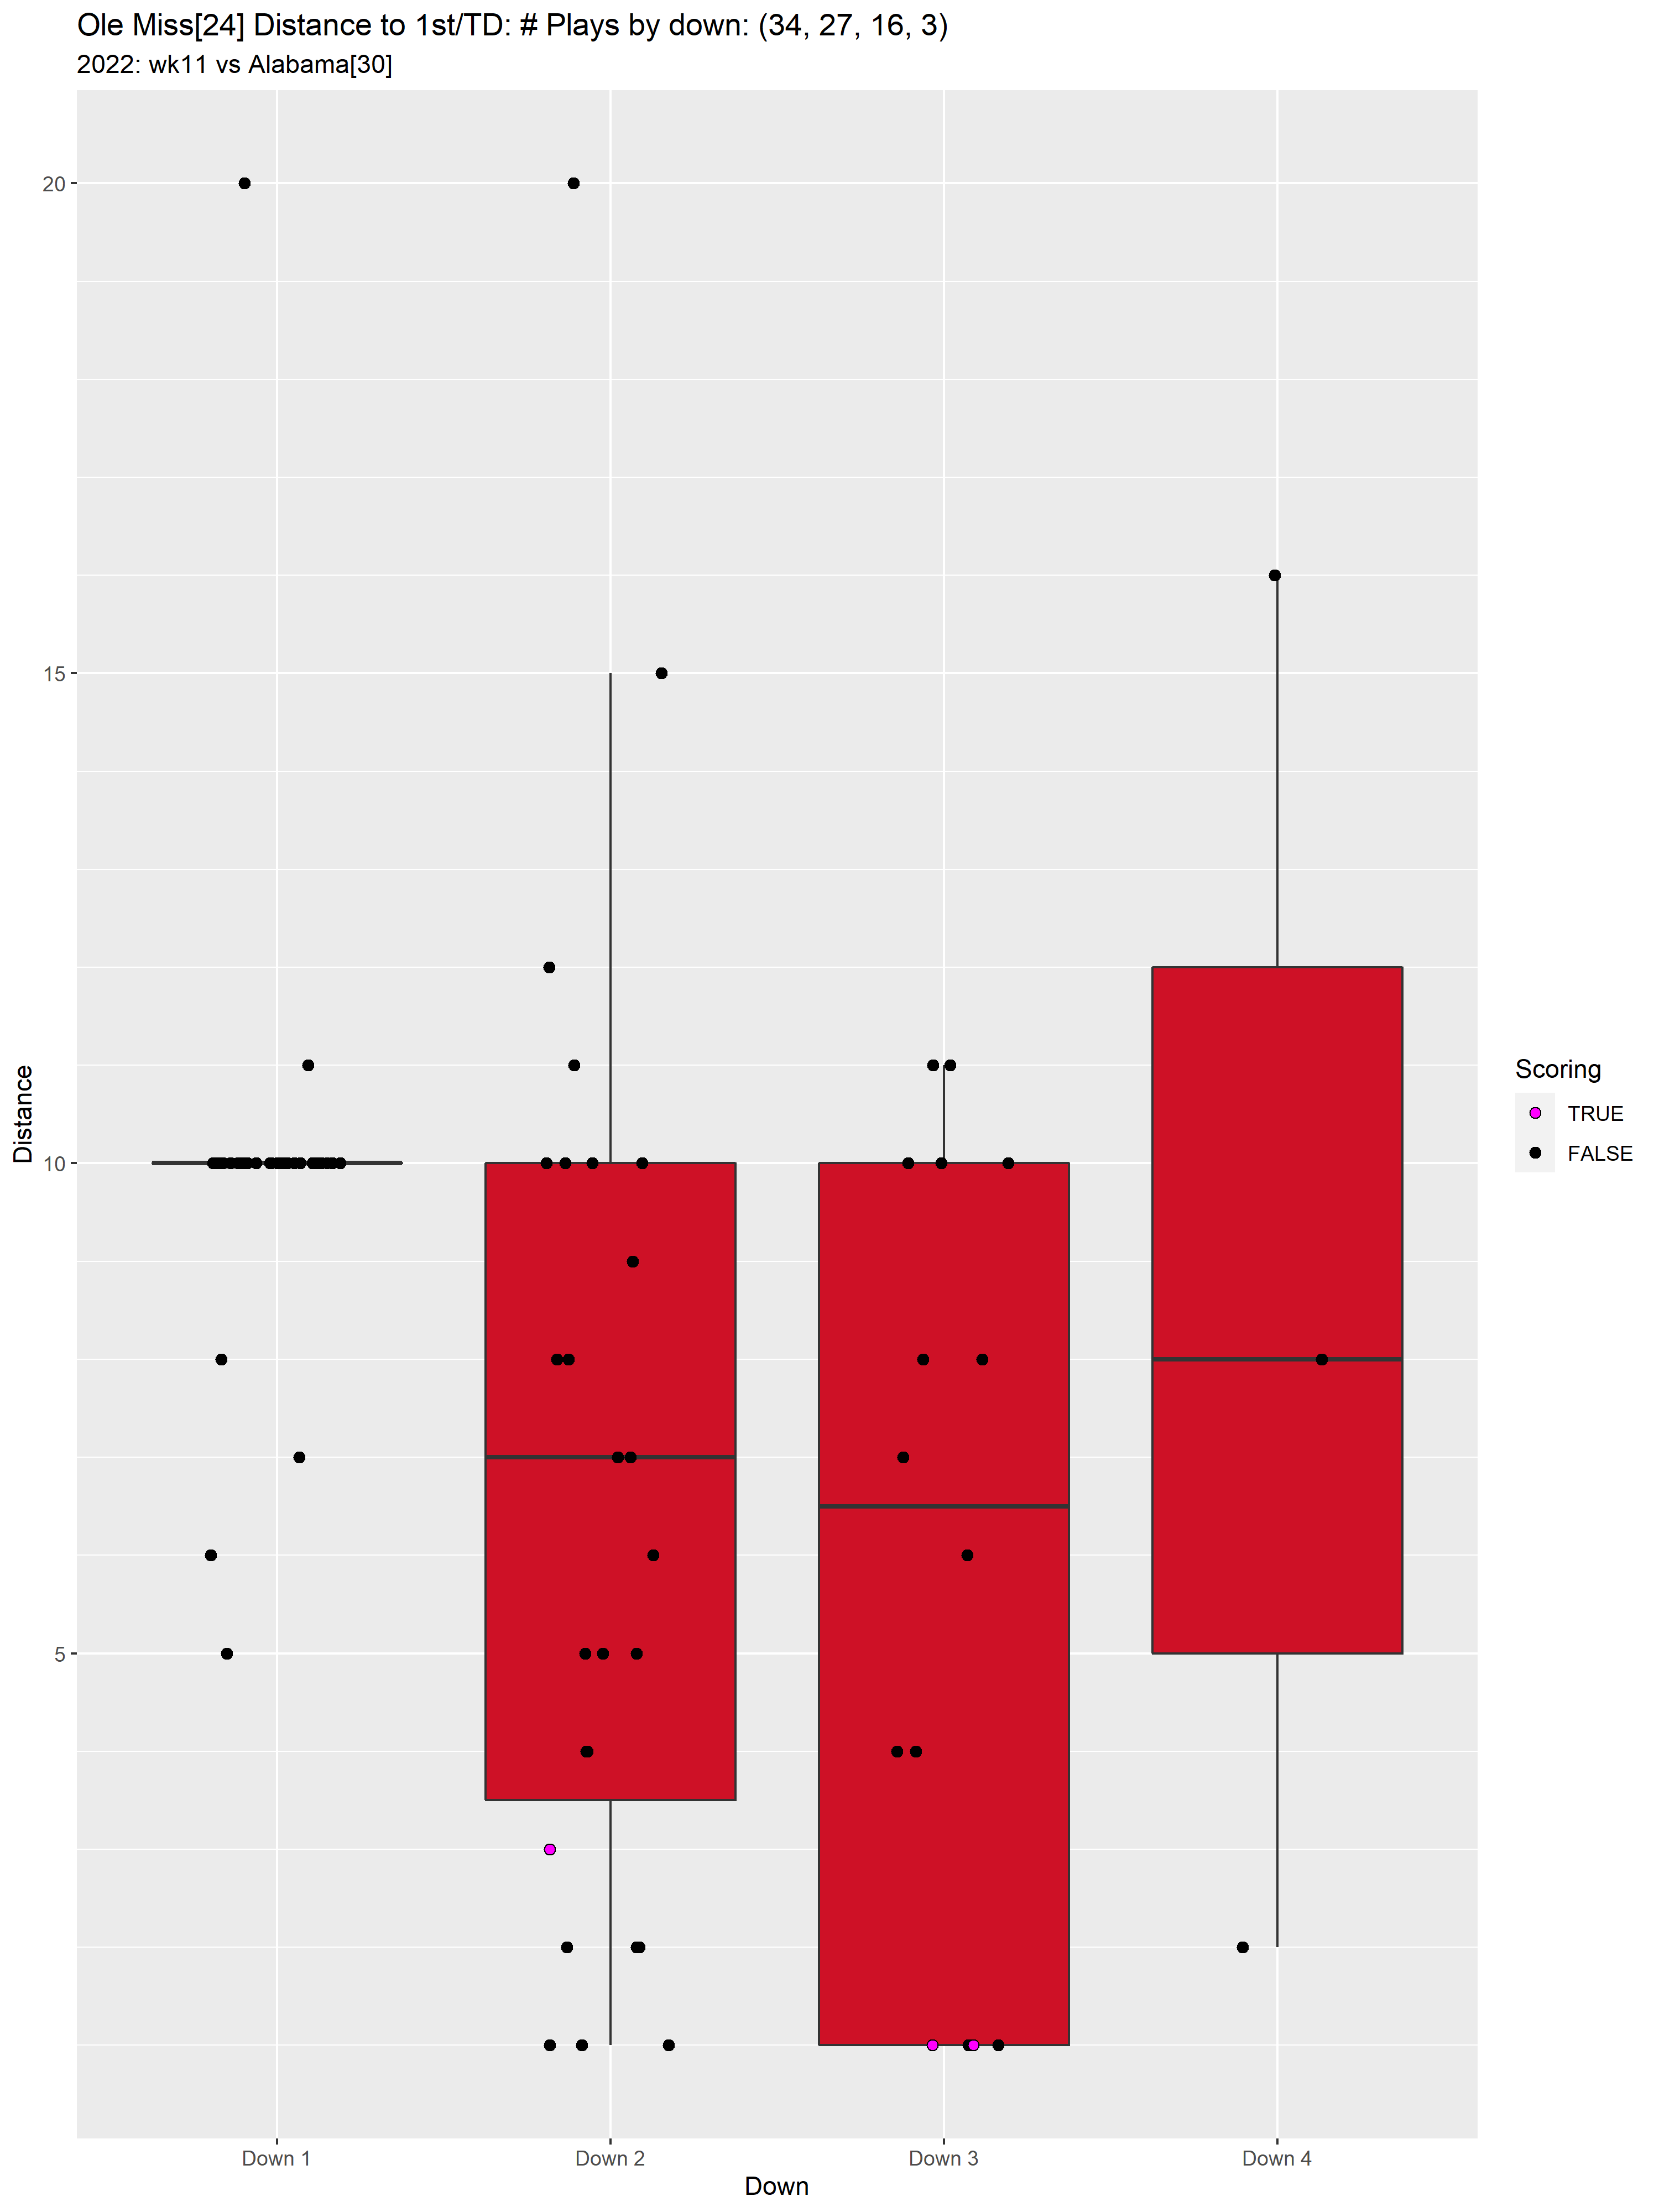 Ole Miss[24] Distance to 1st/TD: # Plays by down: (34, 27, 16, 3)
2022: wk11 vs Alabama[30]
20
15
10
5
Distance
Down 1
Down 2
Down 3
Down 4
Down
Scoring
TRUE
FALSE